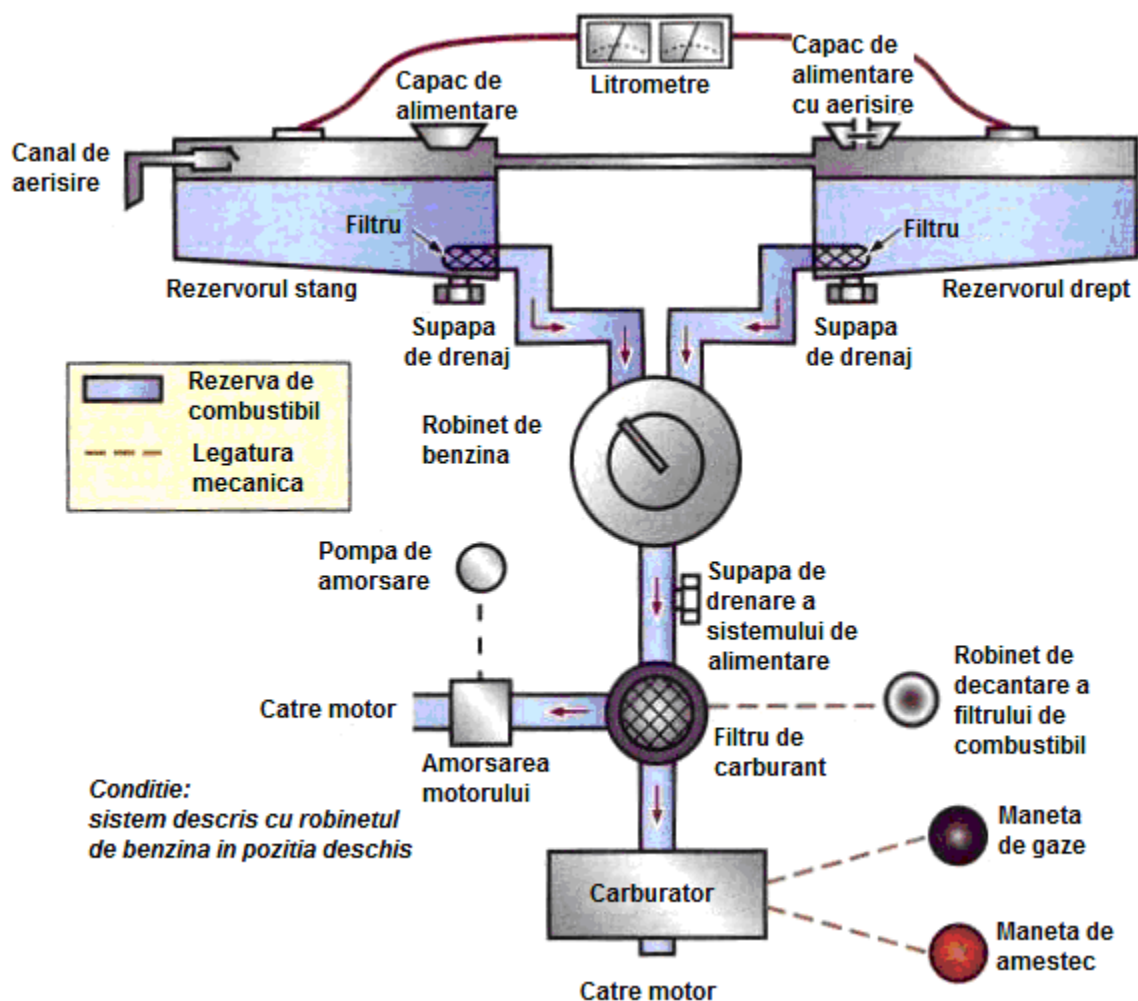 Litrometre
Capac de
alimentare
cu aerisire
Capac de
alimentare
Canal de
aerisire
Filtru
Filtru
Rezervorul stang
Rezervorul drept
Supapa
de drenaj
Supapa
de drenaj
Rezerva de
combustibil
Legatura
mecanica
Robinet de
benzina
Pompa de
amorsare
Supapa de
drenare a
sistemului de
alimentare
Robinet de
decantare a
filtrului de
combustibil
Catre motor
Amorsarea
motorului
Filtru de
carburant
Conditie:
sistem descris cu robinetul
de benzina in pozitia deschis
Maneta
de gaze
Carburator
Maneta de
amestec
Catre motor